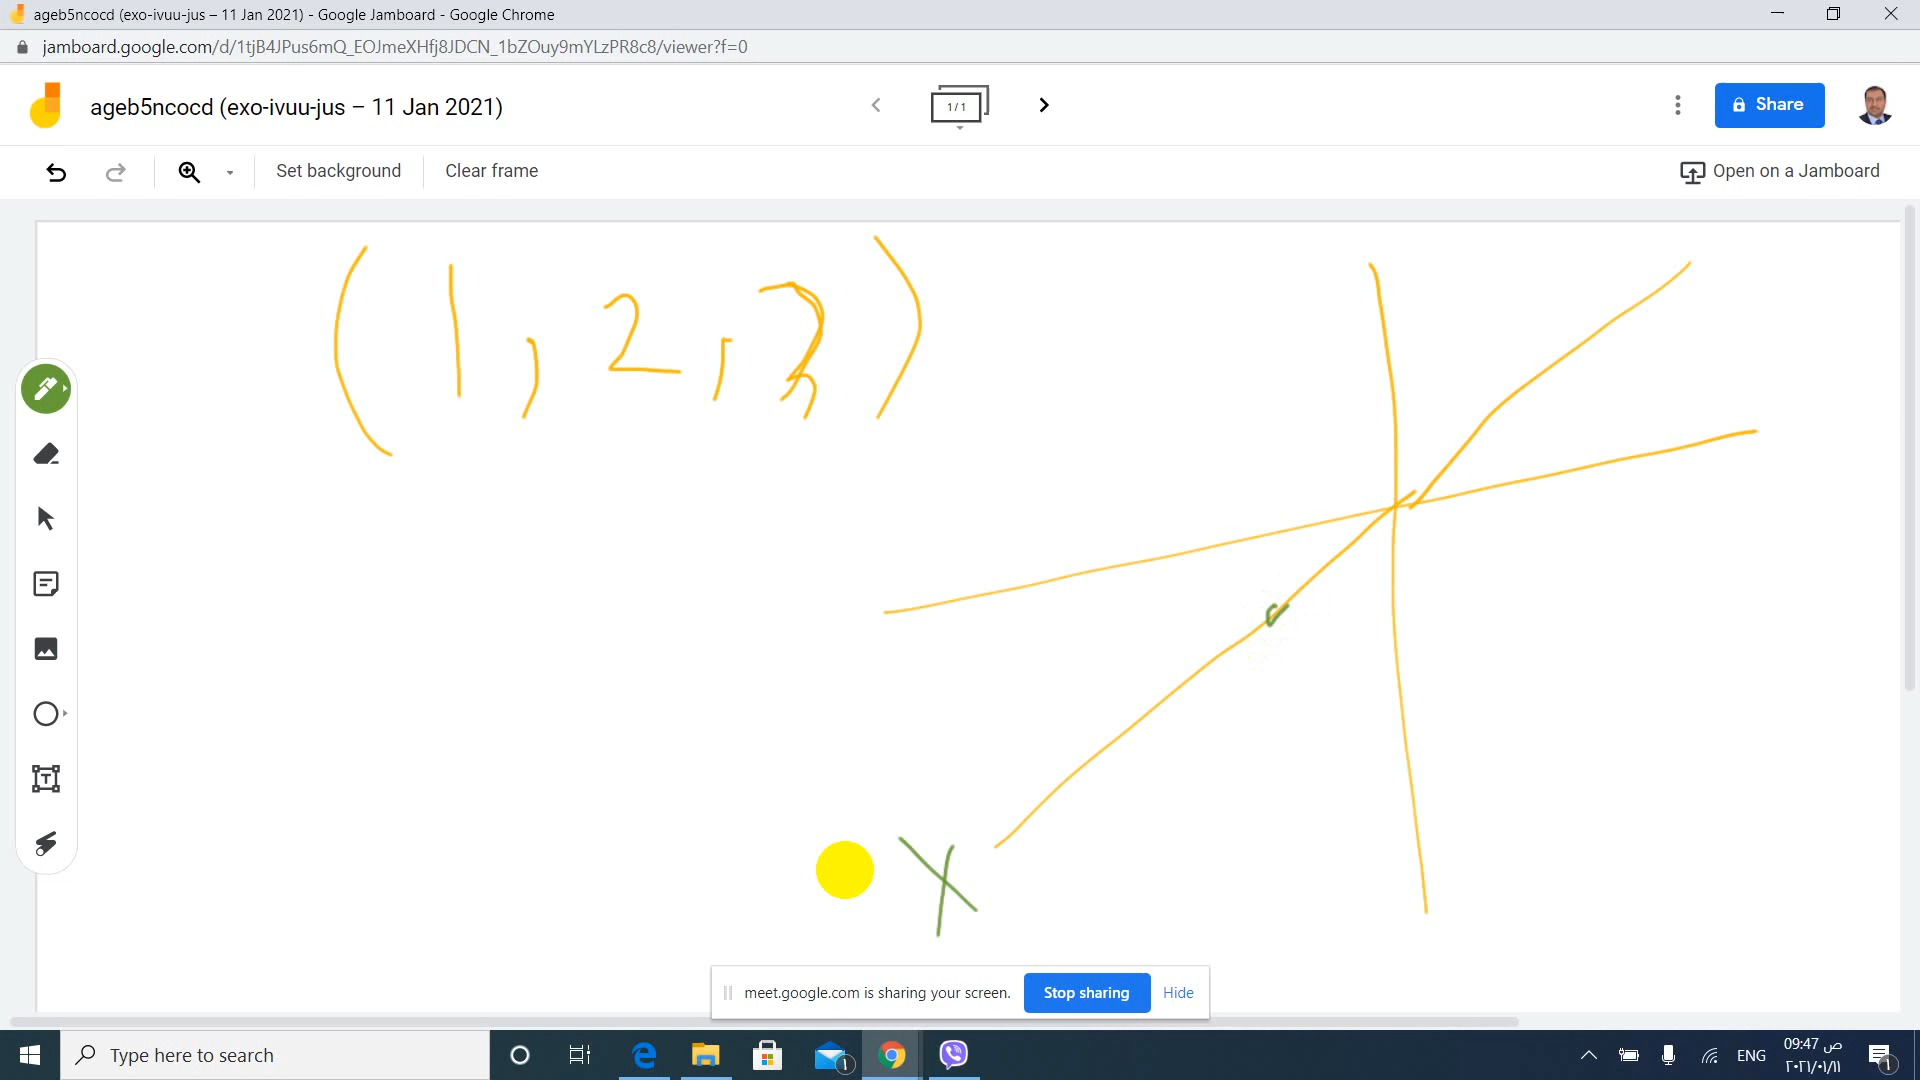 ageb5ncocd (exo-ivuu-jus – 11 Jan 2021) - Google Jamboard - Google Chrome
jamboard.google.com/d/1tjB4JPus6mQ_EOJmeXHfj8JDCN_1bZOuy9mYLzPR8c8/viewer?f=0
ageb5ncocd (exo-ivuu-jus – 11 Jan 2021)
1/1
Share
Set background
Clear frame
Open on a Jamboard
(1, 2, 3)
X
meet.google.com is sharing your screen.
Stop sharing
Hide
Type here to search
١
ENG
09:47 ص
٢٠٢١/٠١/١١
١